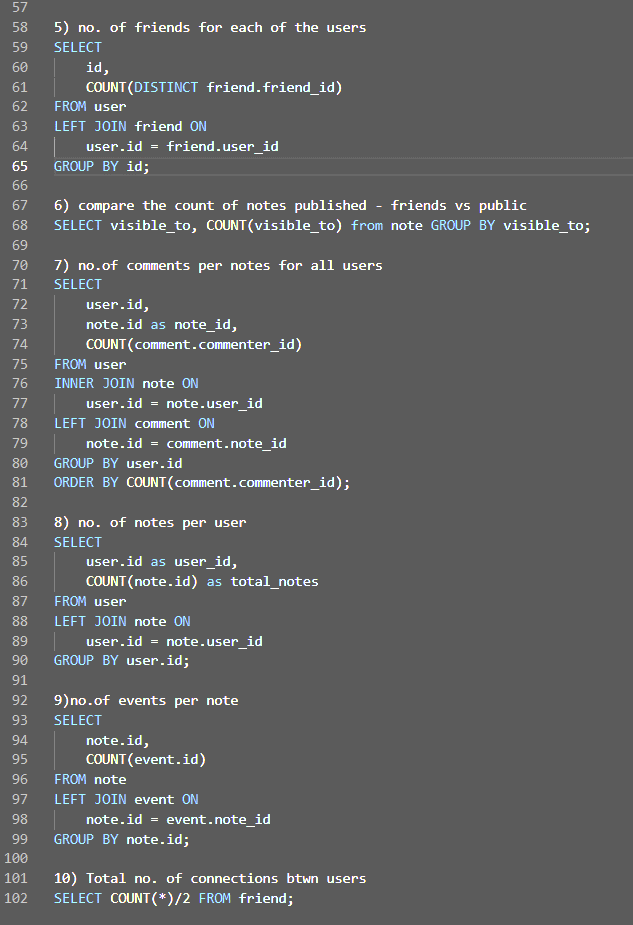 57
58 5) no. of friends for each of the users
59 SELECT
60 id,
61 COUNT(DISTINCT friend.friend_id)
62 FROM user
63 LEFT JOIN friend ON
64 user.id = friend.user_id
65 GROUP BY id;
66
67 6) compare the count of notes published - friends vs public
68 SELECT visible_to, COUNT(visible_to) from note GROUP BY visible_to;
69
70 7) no.of comments per notes for all users
71 SELECT
72 user.id,
73 note.id as note_id,
74 COUNT(comment.commenter_id)
75 FROM user
76 INNER JOIN note ON
77 user.id = note.user_id
78 LEFT JOIN comment ON
79 note.id = comment.note_id
80 GROUP BY user.id
81 ORDER BY COUNT(comment.commenter_id);
82
83 8) no. of notes per user
84 SELECT
85 user.id as user_id,
86 COUNT(note.id) as total_notes
87 FROM user
88 LEFT JOIN note ON
89 user.id = note.user_id
90 GROUP BY user.id;
91
92 9)no.of events per note
93 SELECT
94 note.id,
95 COUNT(event.id)
96 FROM note
97 LEFT JOIN event ON
98 note.id = event.note_id
99 GROUP BY note.id;
100
101 10) Total no. of connections btwn users
102 SELECT COUNT(*)/2 FROM friend;